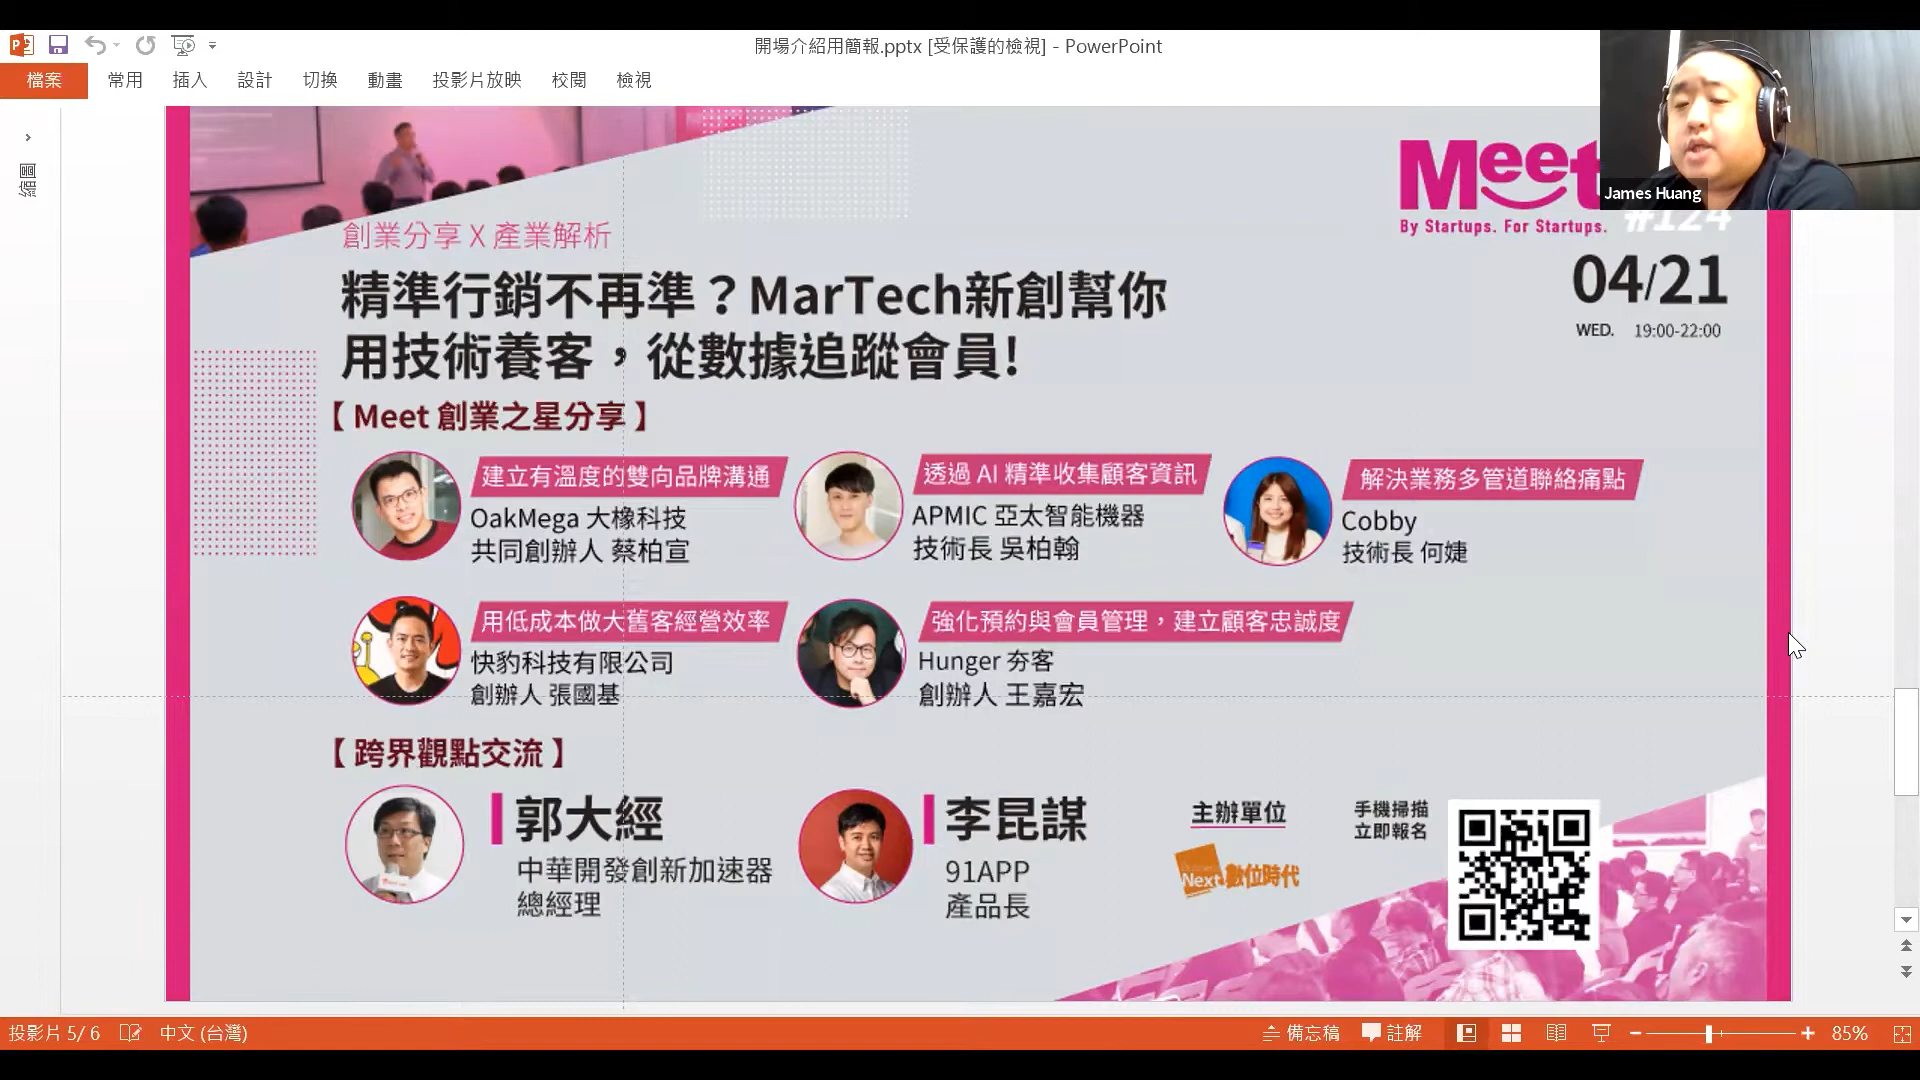 開場介紹用簡報.pptx [受保護的檢視] - PowerPoint
檔案 常用 插入 設計 切換 動畫 投影片放映 校閱 檢視
縮圖
James Huang
Meet
By Startups. For Startups. #124
創業分享 X 產業解析
精準行銷不再準？MarTech新創幫你
用技術養客，從數據追蹤會員!
04/21
WED. 19:00-22:00
【 Meet 創業之星分享 】
建立有溫度的雙向品牌溝通
OakMega 大橡科技
共同創辦人 蔡柏宣
透過 AI 精準收集顧客資訊
APMIC 亞太智能機器
技術長 吳柏翰
解決業務多管道聯絡痛點
Cobby
技術長 何婕
用低成本做大舊客經營效率
快豹科技有限公司
創辦人 張國基
強化預約與會員管理，建立顧客忠誠度
Hunger 夯客
創辦人 王嘉宏
【 跨界觀點交流 】
郭大經
中華開發創新加速器
總經理
李昆謀
91APP
產品長
主辦單位
Next 數位時代
手機掃描
立即報名
投影片 5/ 6 中文 (台灣) 備忘稿 註解 85%